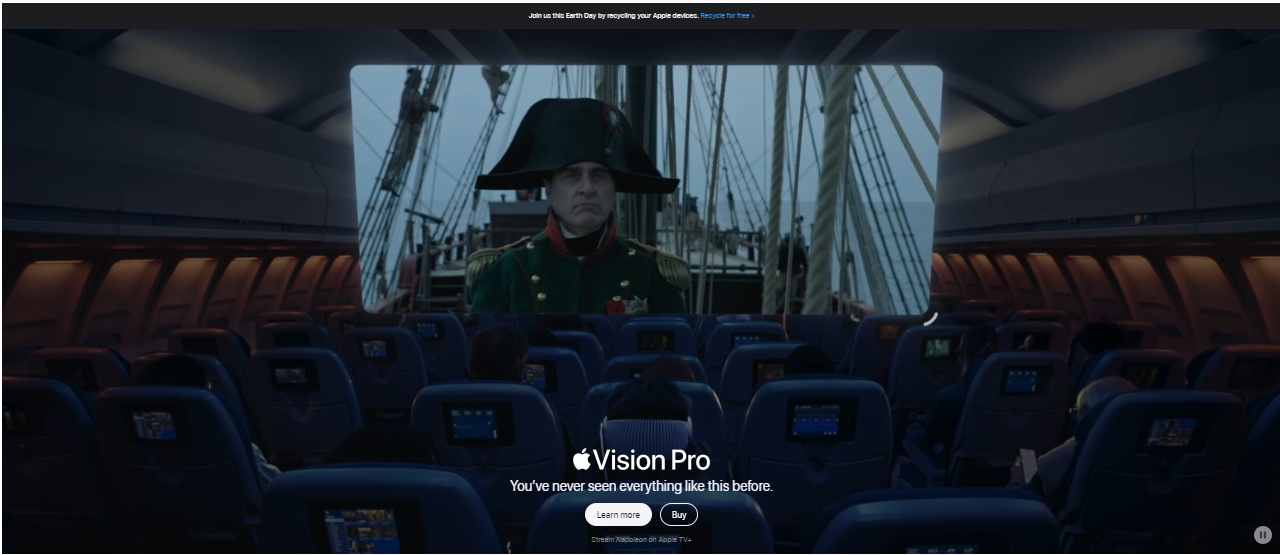 Join us this Earth Day by recycling your Apple devices. Recycle for free ›
Vision Pro
You've never seen everything like this before.
Learn more
Buy
Stream Napoleon on Apple TV+